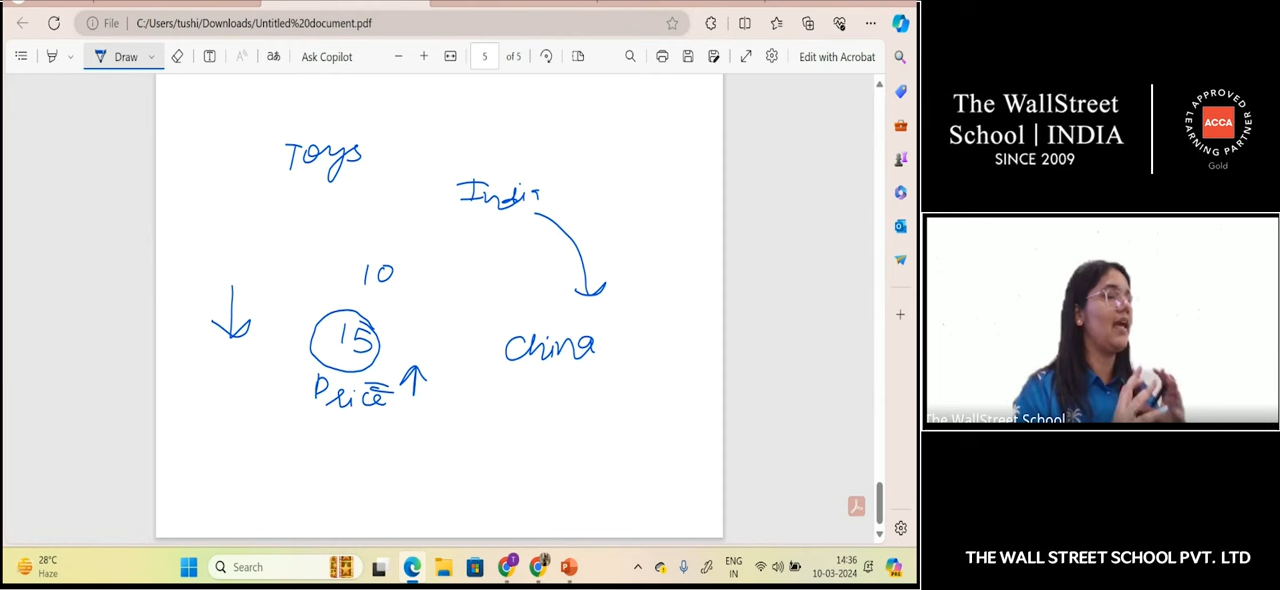 File C:/Users/tushi/Downloads/Untitled%20document.pdf
Draw Ask Copilot 5 of 5 Edit with Acrobat
Toys
India
10
15
Price
China
The WallStreet
School | INDIA
SINCE 2009
APPROVED
LEARNING PARTNER
ACCA
Gold
The WallStreet School
THE WALL STREET SCHOOL PVT. LTD
28°C
Haze
Search
ENG
IN
14:36
10-03-2024